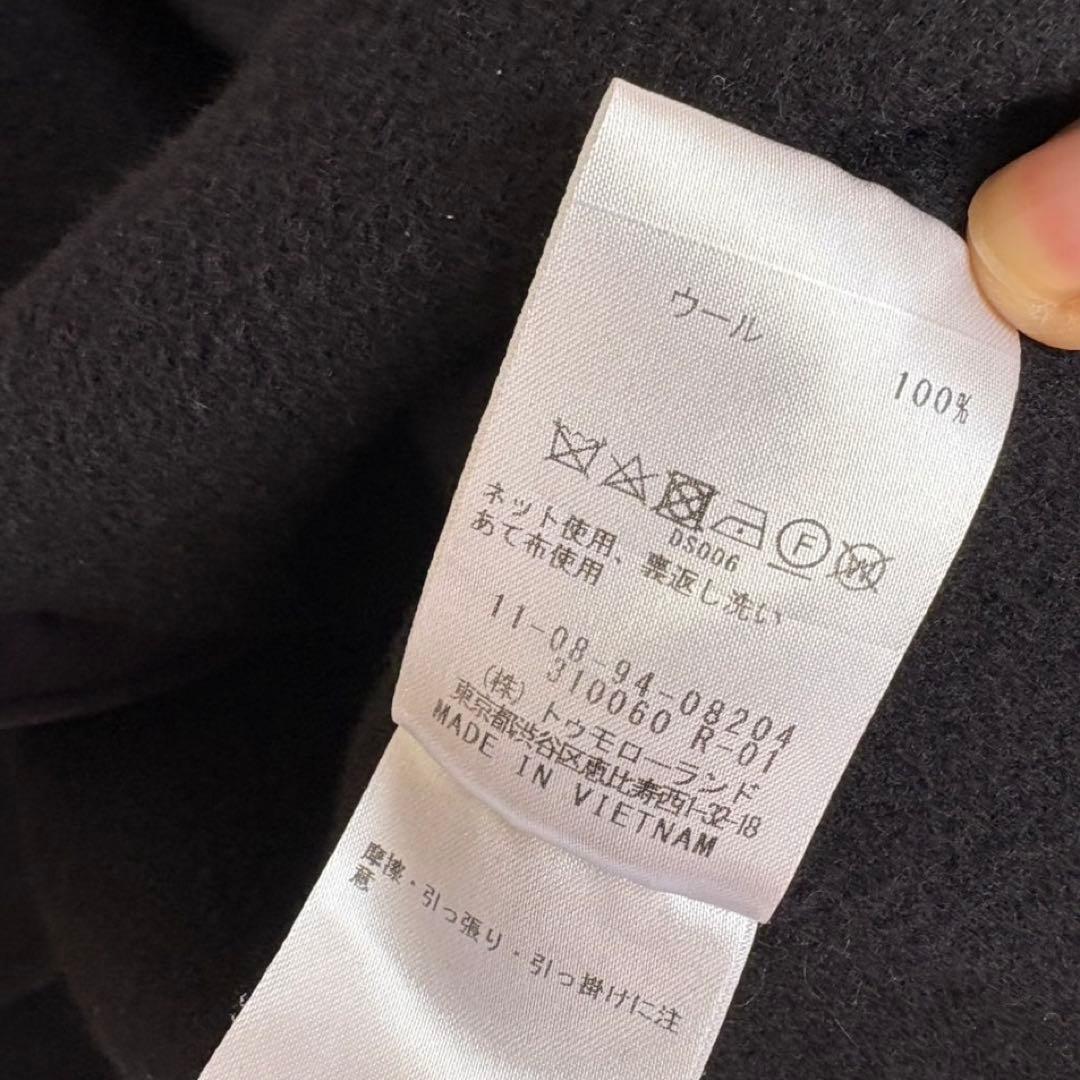 ウール
100%
F
DS006
ネット使用、裏返し洗い
あて布使用
11-08-94-08204
310060 R-01
(株)トウモローランド
東京都渋谷区恵比寿西1-32-18
MADE IN VIETNAM
摩擦・引っ張り・引っ掛けに注
意